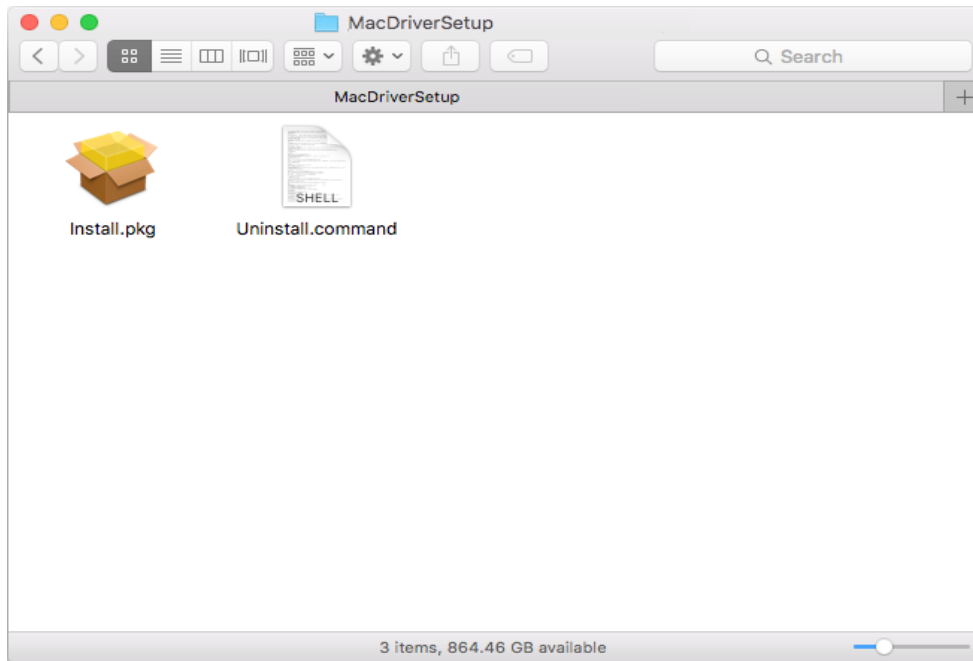 MacDriverSetup
Search
MacDriverSetup
SHELL
Install.pkg
Uninstall.command
3 items, 864.46 GB available